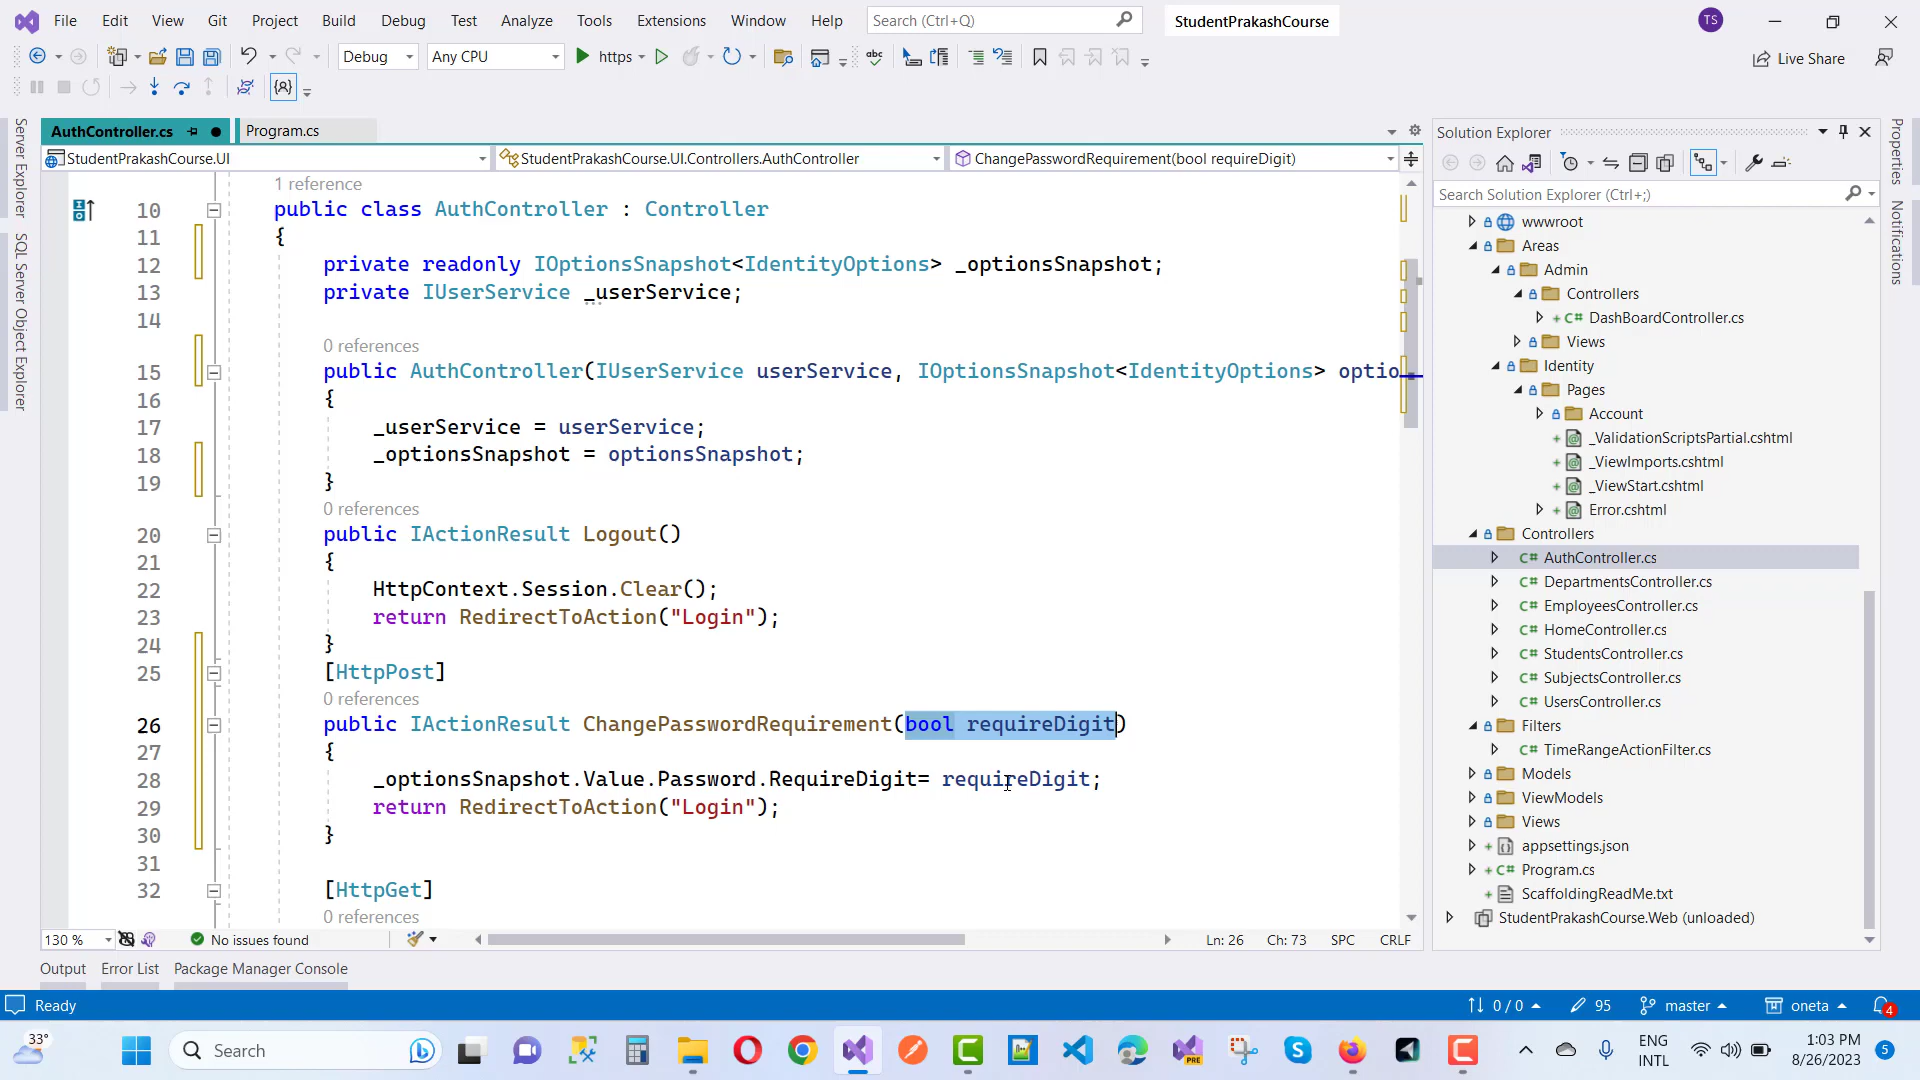 File Edit View Git Project Build Debug Test Analyze Tools Extensions Window Help Search (Ctrl+Q) StudentPrakashCourse TS
Debug Any CPU https abc Live Share
AuthController.cs Program.cs
StudentPrakashCourse.UI StudentPrakashCourse.UI.Controllers.AuthController ChangePasswordRequirement(bool requireDigit)
Server Explorer
SQL Server Object Explorer
1 reference
10 public class AuthController : Controller
11 {
12 private readonly IOptionsSnapshot<IdentityOptions> _optionsSnapshot;
13 private IUserService _userService;
14
0 references
15 public AuthController(IUserService userService, IOptionsSnapshot<IdentityOptions> optio
16 {
17 _userService = userService;
18 _optionsSnapshot = optionsSnapshot;
19 }
0 references
20 public IActionResult Logout()
21 {
22 HttpContext.Session.Clear();
23 return RedirectToAction("Login");
24 }
25 [HttpPost]
0 references
26 public IActionResult ChangePasswordRequirement(bool requireDigit)
27 {
28 _optionsSnapshot.Value.Password.RequireDigit= requireDigit;
29 return RedirectToAction("Login");
30 }
31
32 [HttpGet]
0 references
130 % No issues found Ln: 26 Ch: 73 SPC CRLF
Solution Explorer
Search Solution Explorer (Ctrl+;)
wwwroot
Areas
Admin
Controllers
C# DashBoardController.cs
Views
Identity
Pages
Account
_ValidationScriptsPartial.cshtml
_ViewImports.cshtml
_ViewStart.cshtml
Error.cshtml
Controllers
C# AuthController.cs
C# DepartmentsController.cs
C# EmployeesController.cs
C# HomeController.cs
C# StudentsController.cs
C# SubjectsController.cs
C# UsersController.cs
Filters
C# TimeRangeActionFilter.cs
Models
ViewModels
Views
appsettings.json
C# Program.cs
ScaffoldingReadMe.txt
StudentPrakashCourse.Web (unloaded)
Properties
Notifications
Output Error List Package Manager Console
Ready 0 / 0 95 master oneta 4
33° Search PRE ENG INTL 1:03 PM 8/26/2023 5